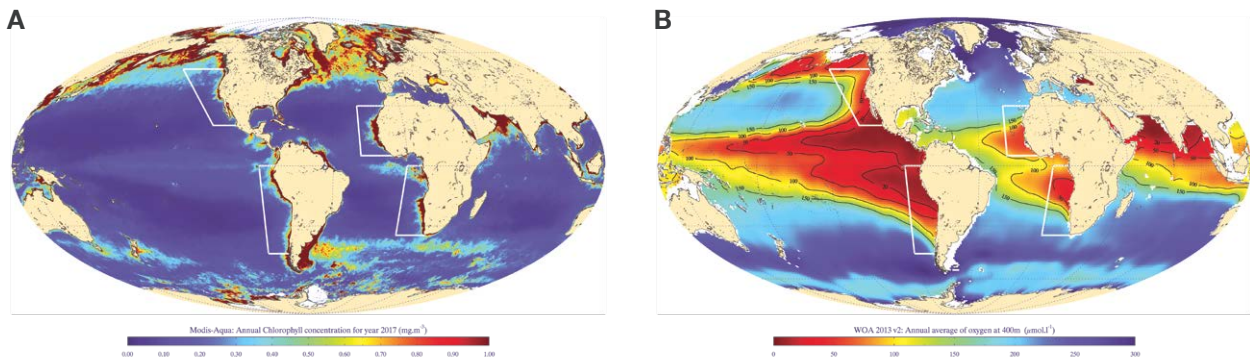 A
B
Modis-Aqua: Annual Chlorophyll concentration for year 2017 (mg.m⁻³)
0.00 0.10 0.20 0.30 0.40 0.50 0.60 0.70 0.80 0.90 1.00
WOA 2013 v2: Annual average of oxygen at 400m (µmol.l⁻¹)
0 50 100 150 200 250 300